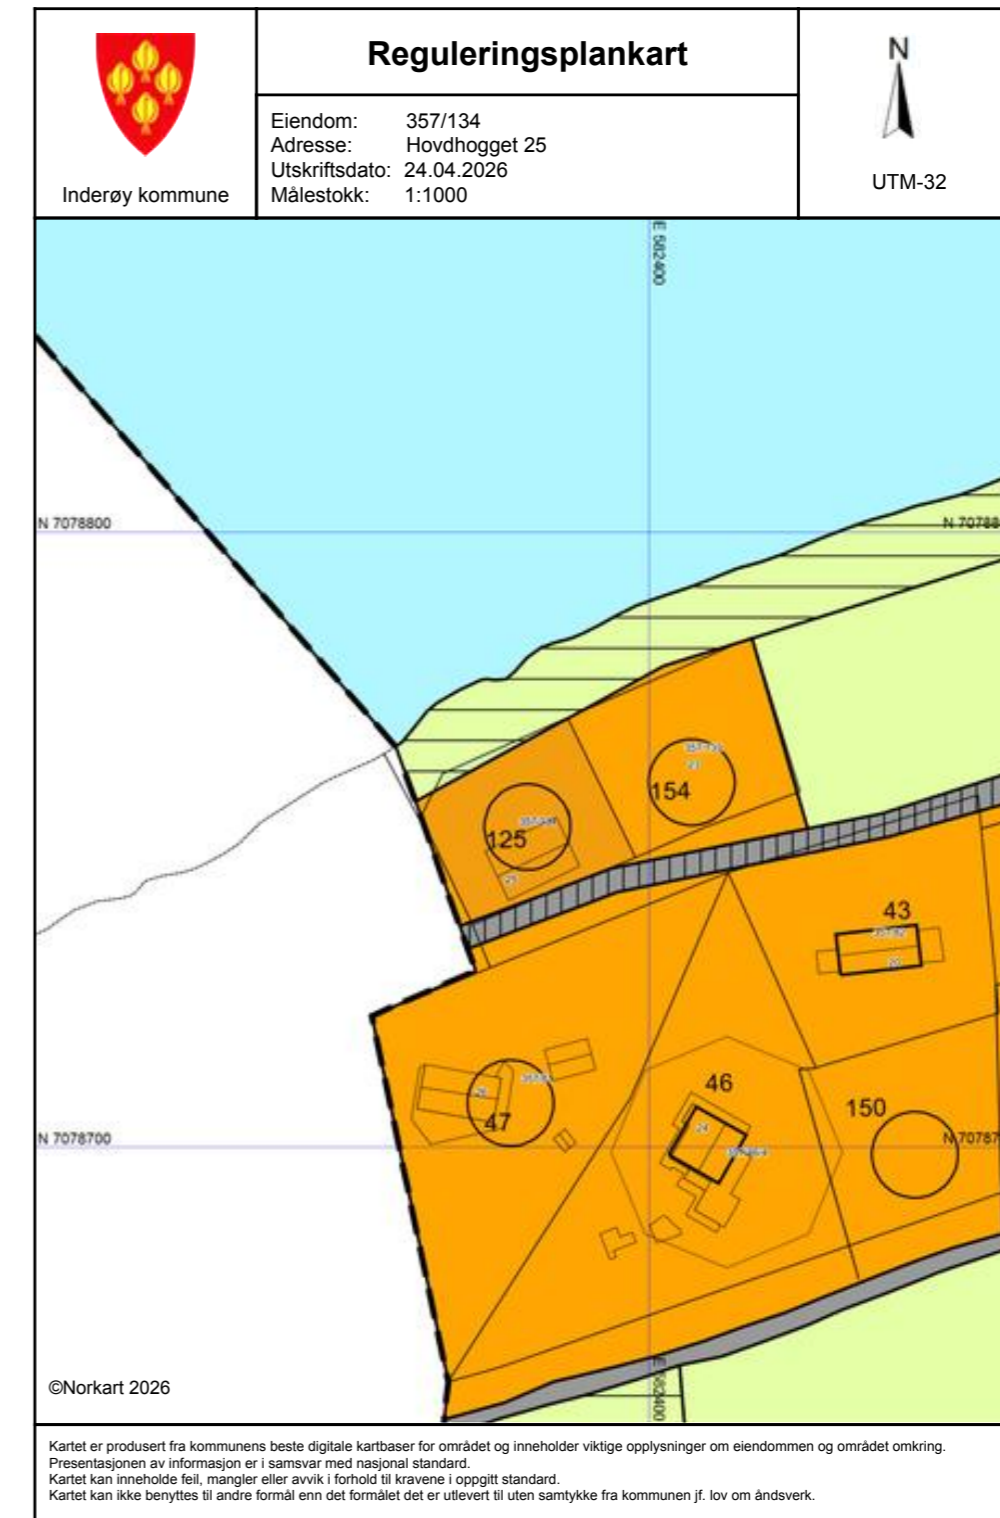 Inderøy kommune
Reguleringsplankart
Eiendom: 357/134
Adresse: Hovdhogget 25
Utskriftsdato: 24.04.2026
Målestokk: 1:1000
N
UTM-32
E 582400
N 7078800
N 70788
154
125
43
46
47
150
N 7078700
N 70787
E 582400
©Norkart 2026
Kartet er produsert fra kommunens beste digitale kartbaser for området og inneholder viktige opplysninger om eiendommen og området omkring.
Presentasjonen av informasjon er i samsvar med nasjonal standard.
Kartet kan inneholde feil, mangler eller avvik i forhold til kravene i oppgitt standard.
Kartet kan ikke benyttes til andre formål enn det formålet det er utlevert til uten samtykke fra kommunen jf. lov om åndsverk.